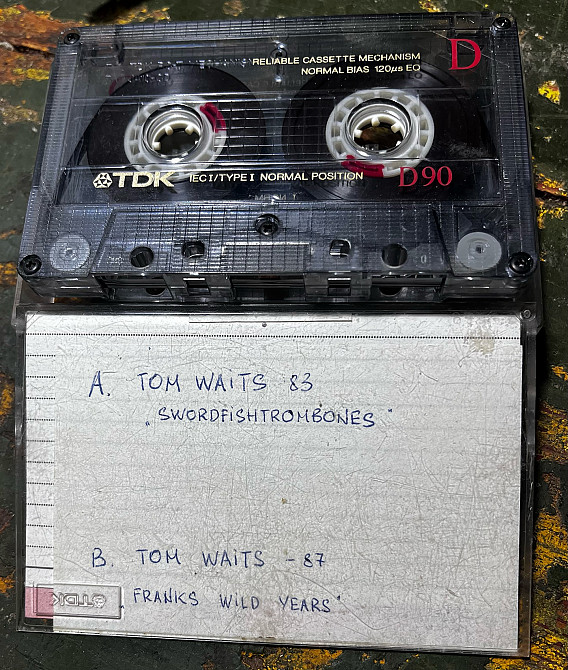 RELIABLE CASSETTE MECHANISM
NORMAL BIAS 120µs EQ
D
TDK IEC I/TYPE I NORMAL POSITION D90
A. TOM WAITS 83
„SWORDFISHTROMBONES"
B. TOM WAITS - 87
„FRANKS WILD YEARS"
TDK